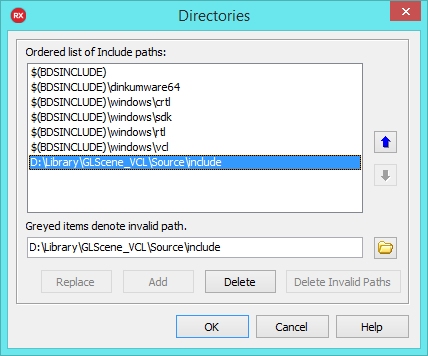 RX
Directories
Ordered list of Include paths:
$(BDSINCLUDE)
$(BDSINCLUDE)\dinkumware64
$(BDSINCLUDE)\windows\crtl
$(BDSINCLUDE)\windows\sdk
$(BDSINCLUDE)\windows\rtl
$(BDSINCLUDE)\windows\vcl
D:\Library\GLScene_VCL\Source\include
Greyed items denote invalid path.
D:\Library\GLScene_VCL\Source\include
Replace Add Delete Delete Invalid Paths
OK Cancel Help